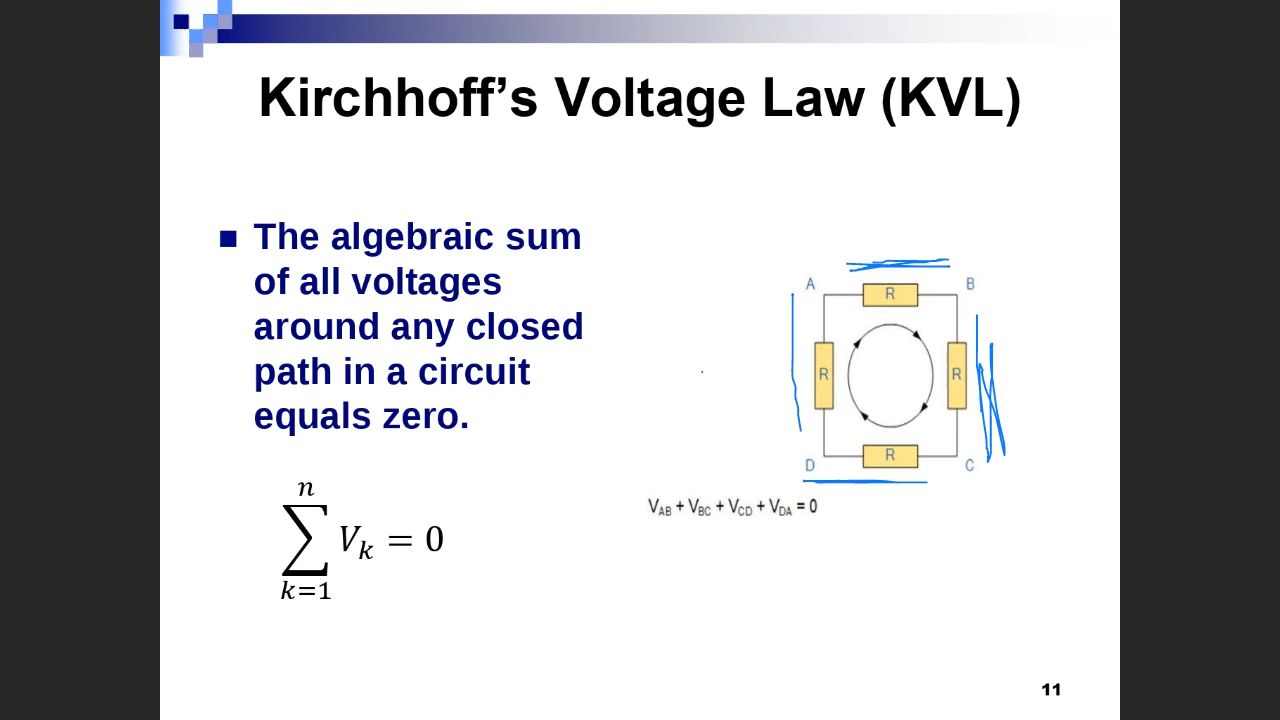 Kirchhoff’s Voltage Law (KVL)
■ The algebraic sum
of all voltages
around any closed
path in a circuit
equals zero.
n
∑ Vₖ = 0
k=1
A R B
R R
D R C
V_AB + V_BC + V_CD + V_DA = 0
11